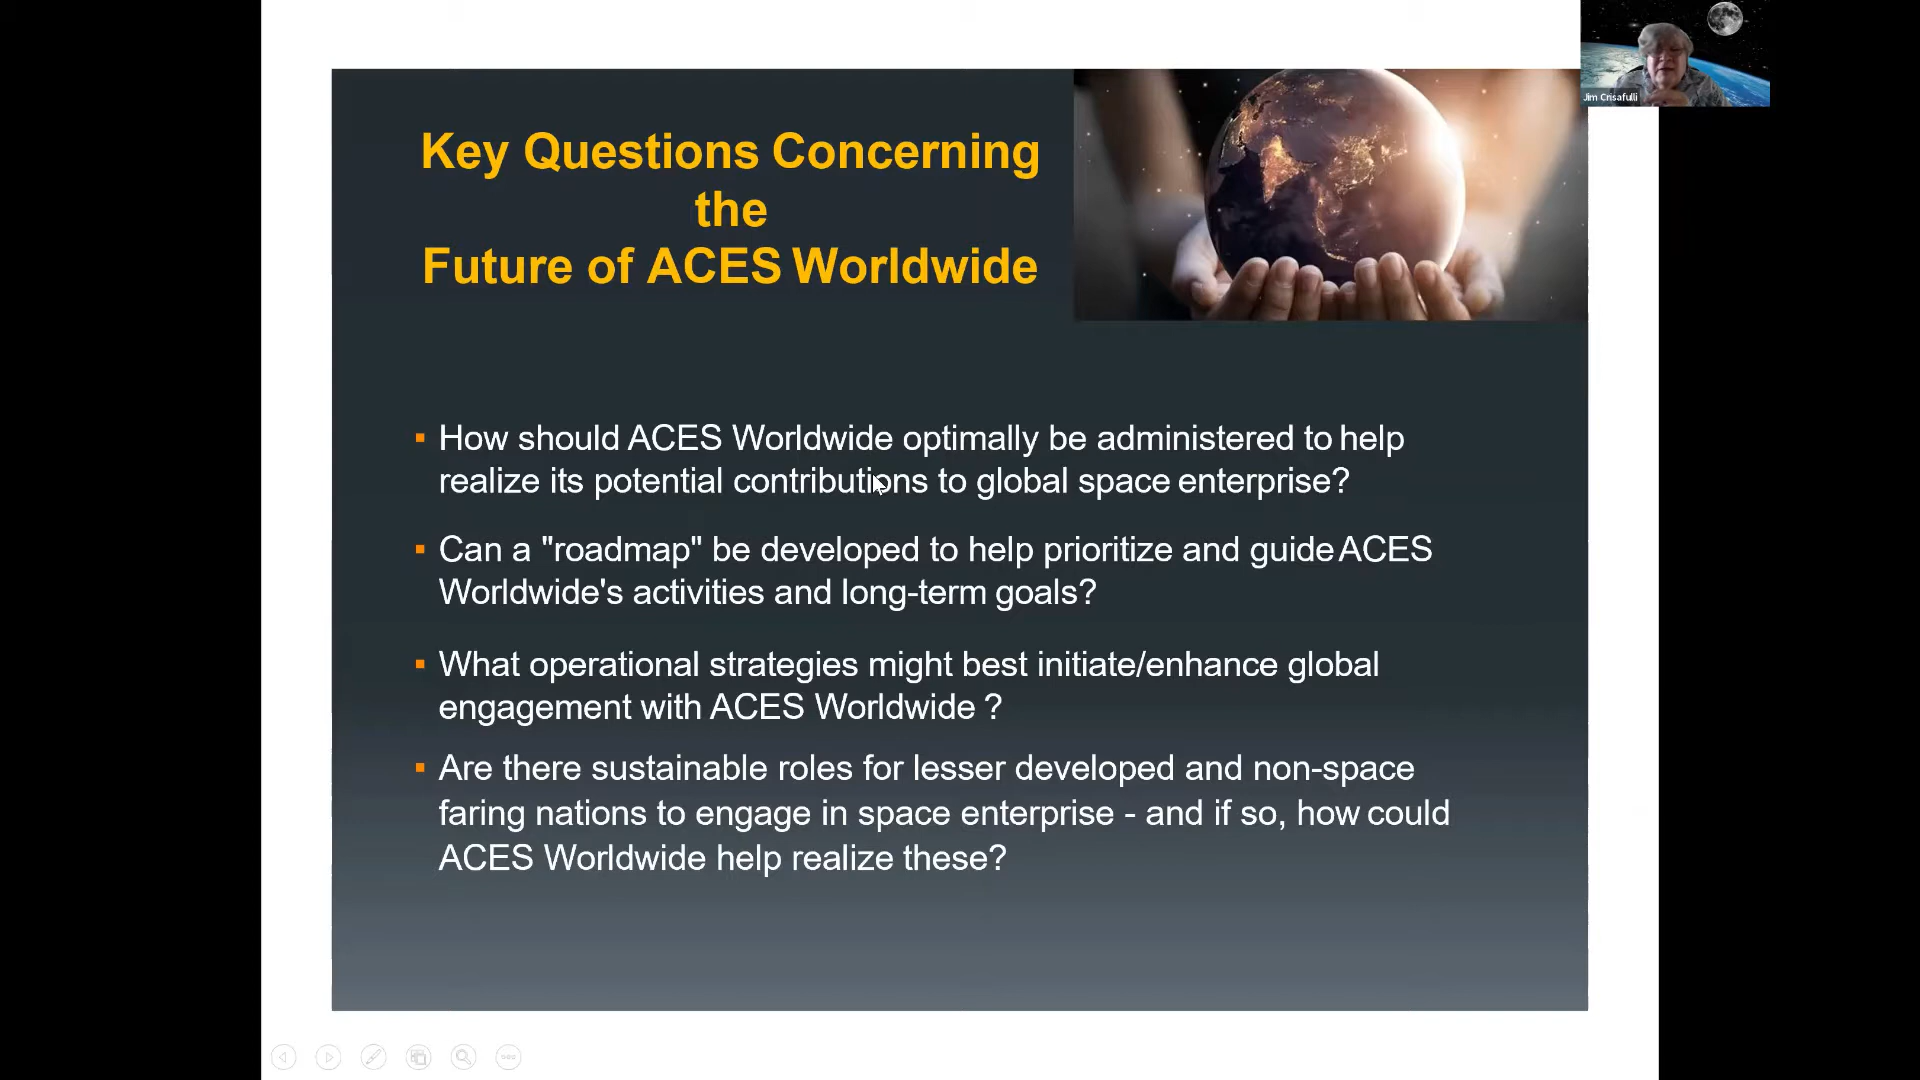 Jim Crisafulli
Key Questions Concerning
the
Future of ACES Worldwide
▪ How should ACES Worldwide optimally be administered to help
realize its potential contributions to global space enterprise?
▪ Can a "roadmap" be developed to help prioritize and guide ACES
Worldwide's activities and long-term goals?
▪ What operational strategies might best initiate/enhance global
engagement with ACES Worldwide ?
▪ Are there sustainable roles for lesser developed and non-space
faring nations to engage in space enterprise - and if so, how could
ACES Worldwide help realize these?